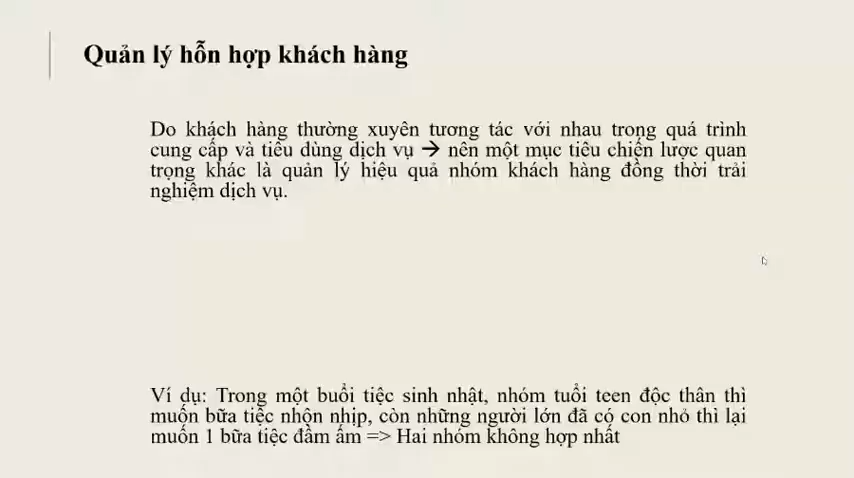 Quản lý hỗn hợp khách hàng
Do khách hàng thường xuyên tương tác với nhau trong quá trình
cung cấp và tiêu dùng dịch vụ → nên một mục tiêu chiến lược quan
trọng khác là quản lý hiệu quả nhóm khách hàng đồng thời trải
nghiệm dịch vụ.
Ví dụ: Trong một buổi tiệc sinh nhật, nhóm tuổi teen độc thân thì
muốn bữa tiệc nhộn nhịp, còn những người lớn đã có con nhỏ thì lại
muốn 1 bữa tiệc đầm ấm => Hai nhóm không hợp nhất